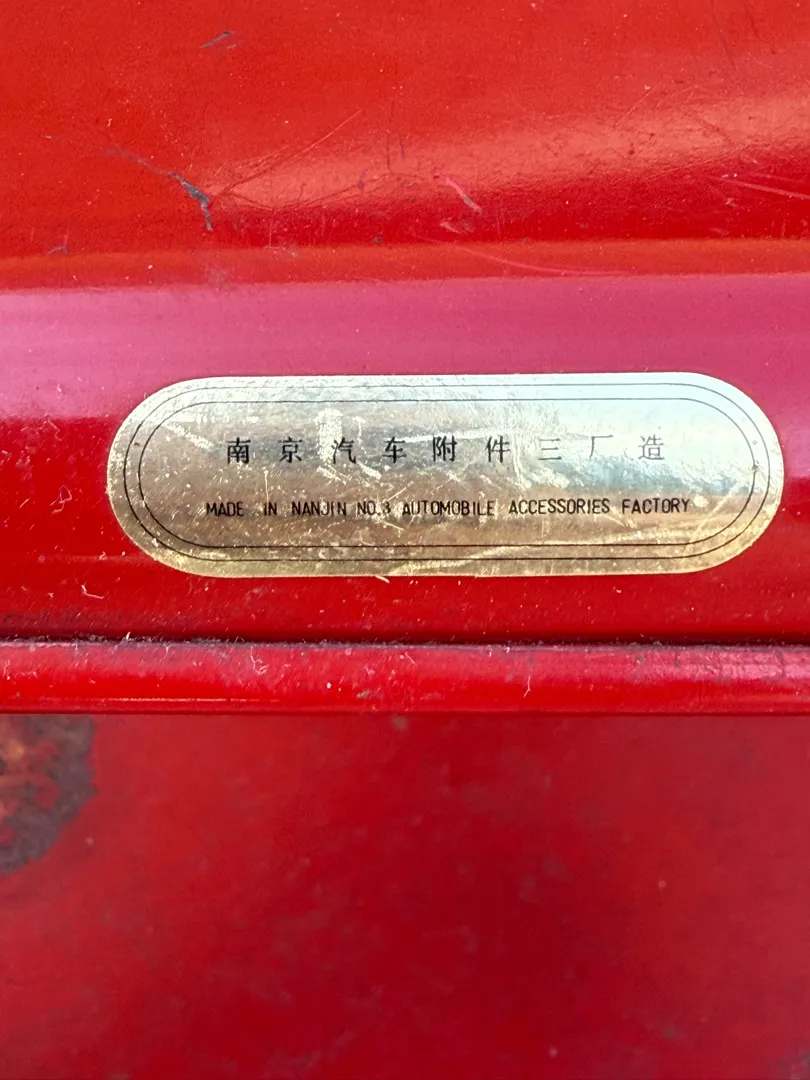 南京汽车附件三厂造
MADE IN NANJIN NO.3 AUTOMOBILE ACCESSORIES FACTORY